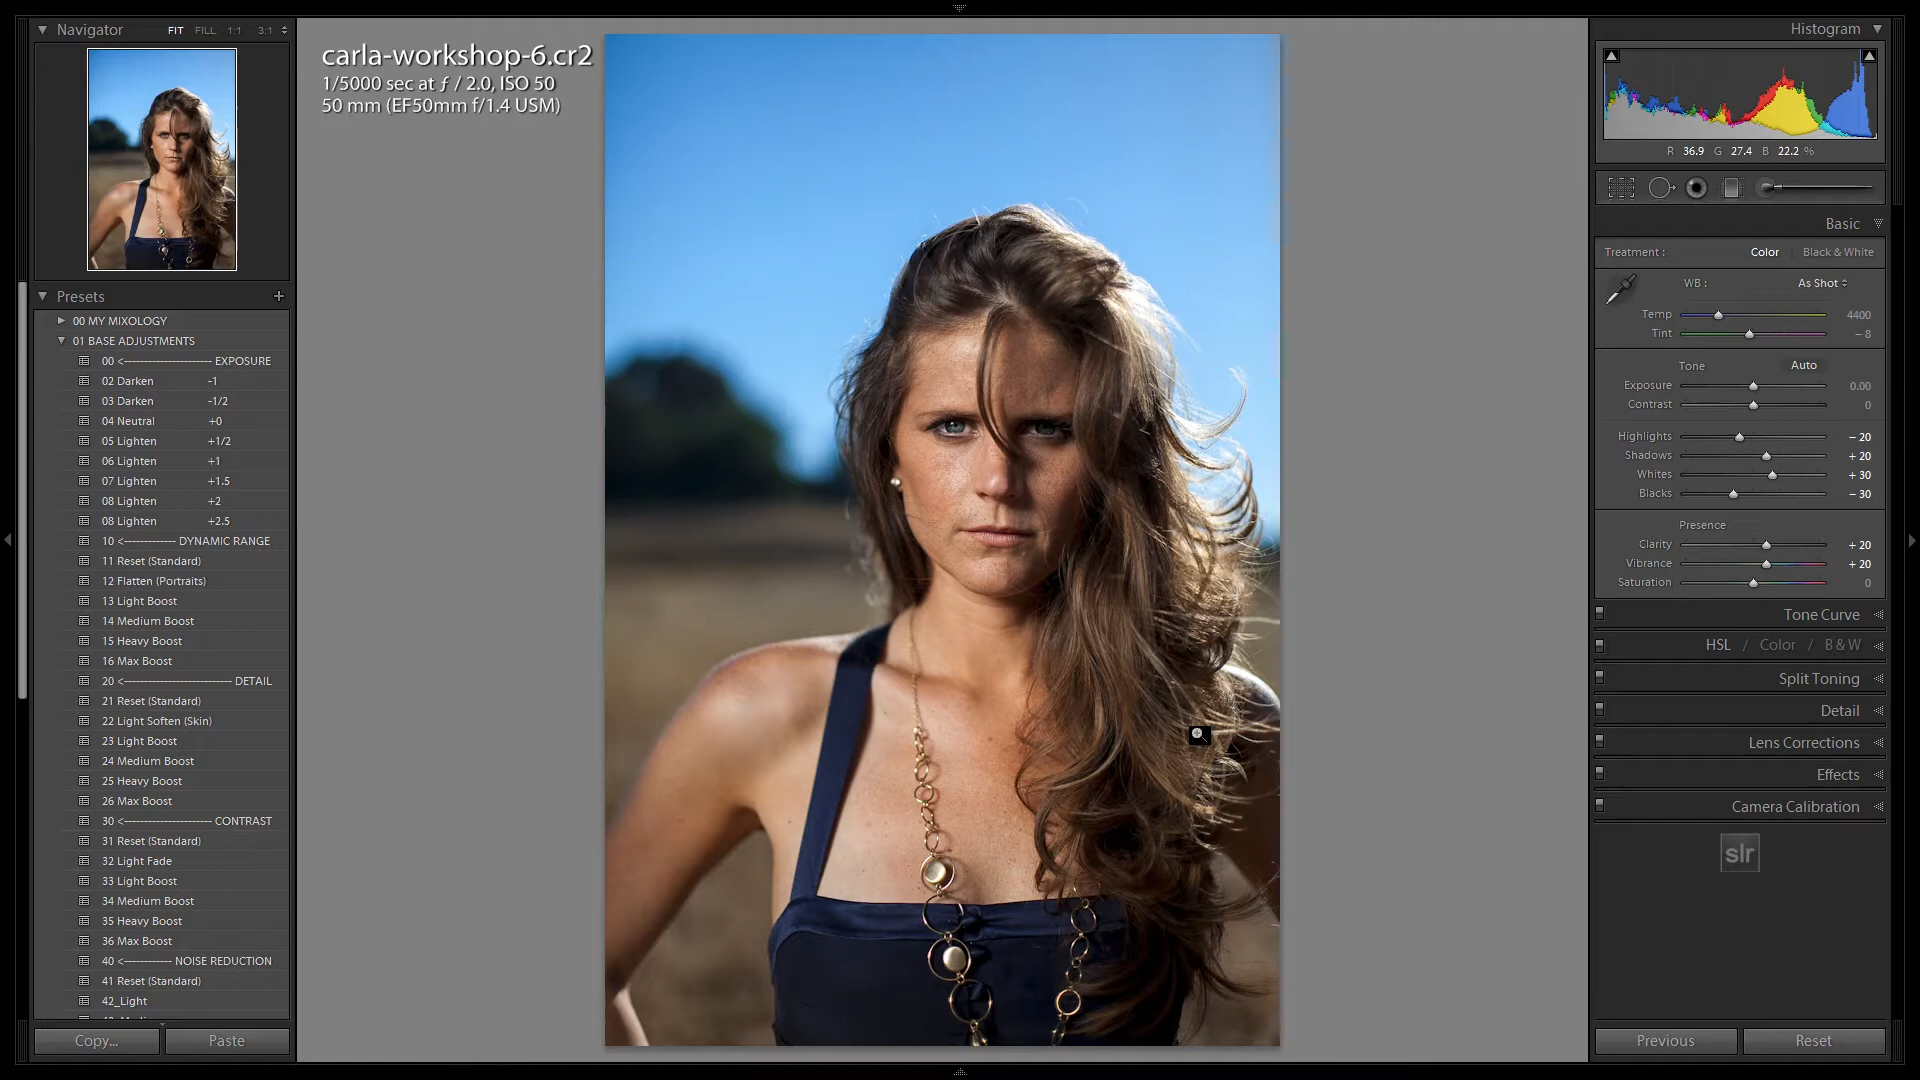 Navigator
FIT FILL 1:1 3:1
Presets +
00 MY MIXOLOGY
01 BASE ADJUSTMENTS
00 <---------------------- EXPOSURE
02 Darken -1
03 Darken -1/2
04 Neutral +0
05 Lighten +1/2
06 Lighten +1
07 Lighten +1.5
08 Lighten +2
08 Lighten +2.5
10 <------------- DYNAMIC RANGE
11 Reset (Standard)
12 Flatten (Portraits)
13 Light Boost
14 Medium Boost
15 Heavy Boost
16 Max Boost
20 <--------------------------- DETAIL
21 Reset (Standard)
22 Light Soften (Skin)
23 Light Boost
24 Medium Boost
25 Heavy Boost
26 Max Boost
30 <---------------------- CONTRAST
31 Reset (Standard)
32 Light Fade
33 Light Boost
34 Medium Boost
35 Heavy Boost
36 Max Boost
40 <------------ NOISE REDUCTION
41 Reset (Standard)
42_Light
Copy... Paste
carla-workshop-6.cr2
1/5000 sec at ƒ / 2.0, ISO 50
50 mm (EF50mm f/1.4 USM)
Histogram
R 36.9 G 27.4 B 22.2 %
Basic
Treatment : Color Black & White
WB : As Shot
Temp 4400
Tint – 8
Tone Auto
Exposure 0.00
Contrast 0
Highlights – 20
Shadows + 20
Whites + 30
Blacks – 30
Presence
Clarity + 20
Vibrance + 20
Saturation 0
Tone Curve
HSL / Color / B & W
Split Toning
Detail
Lens Corrections
Effects
Camera Calibration
slr
Previous Reset